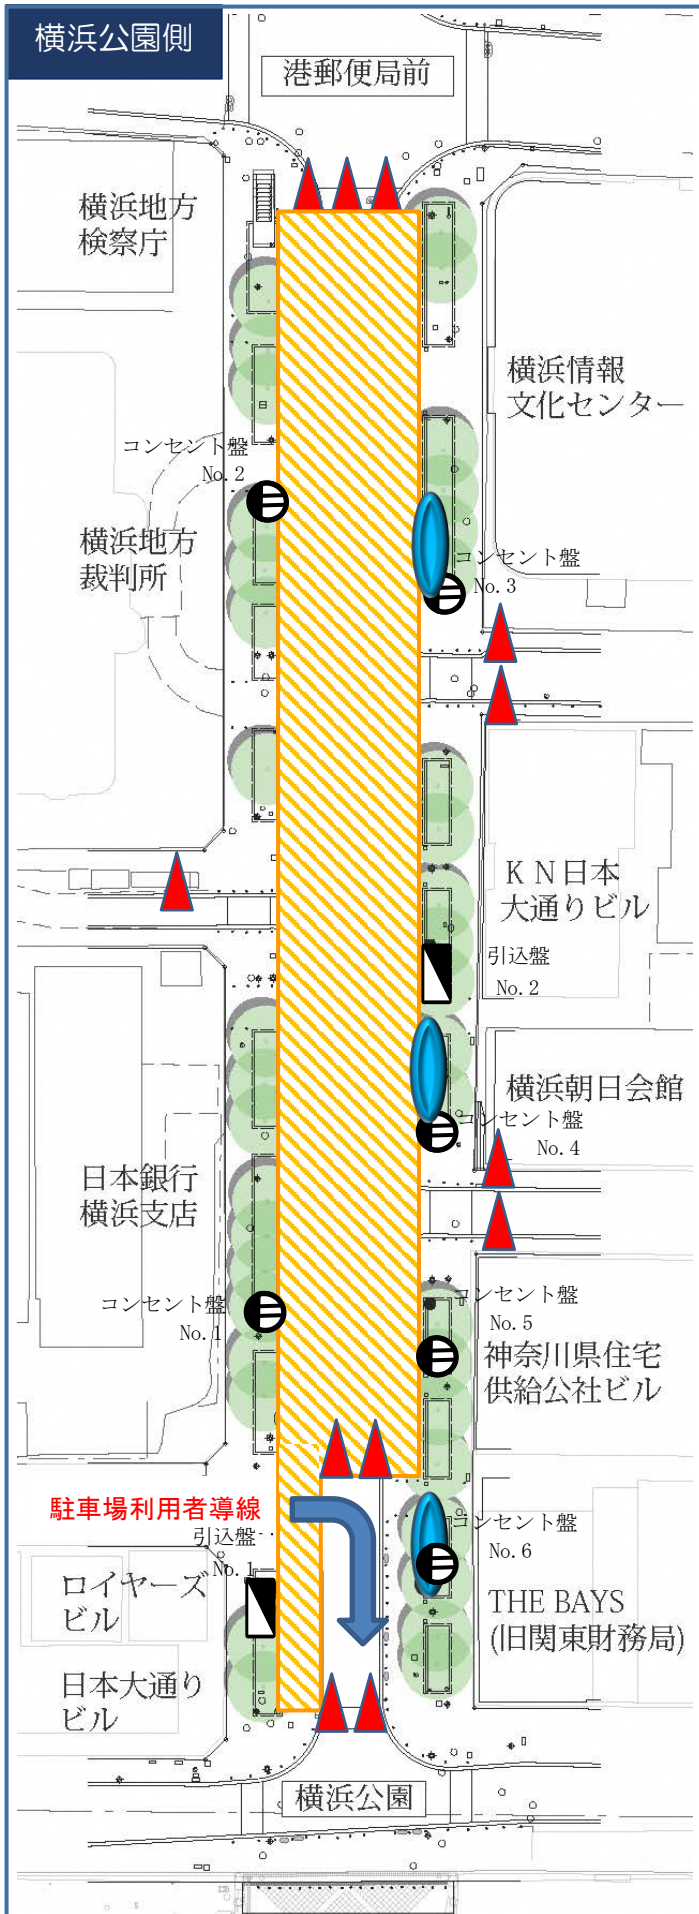 横浜公園側
港郵便局前
横浜地方
検察庁
横浜情報
文化センター
コンセント盤
No.2
横浜地方
裁判所
コンセント盤
No.3
KN日本
大通りビル
引込盤
No.2
横浜朝日会館
コンセント盤
No.4
日本銀行
横浜支店
コンセント盤
No.1
コンセント盤
No.5
神奈川県住宅
供給公社ビル
駐車場利用者導線
引込盤
No.1
コンセント盤
No.6
ロイヤーズ
ビル
THE BAYS
(旧関東財務局)
日本大通り
ビル
横浜公園